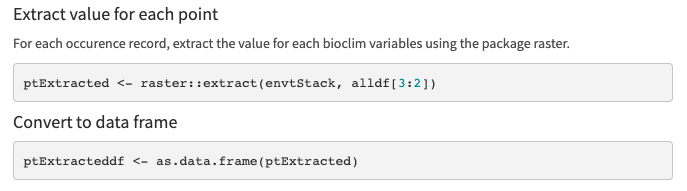 Extract value for each point
For each occurence record, extract the value for each bioclim variables using the package raster.
ptExtracted <- raster::extract(envtStack, alldf[3:2])
Convert to data frame
ptExtracteddf <- as.data.frame(ptExtracted)